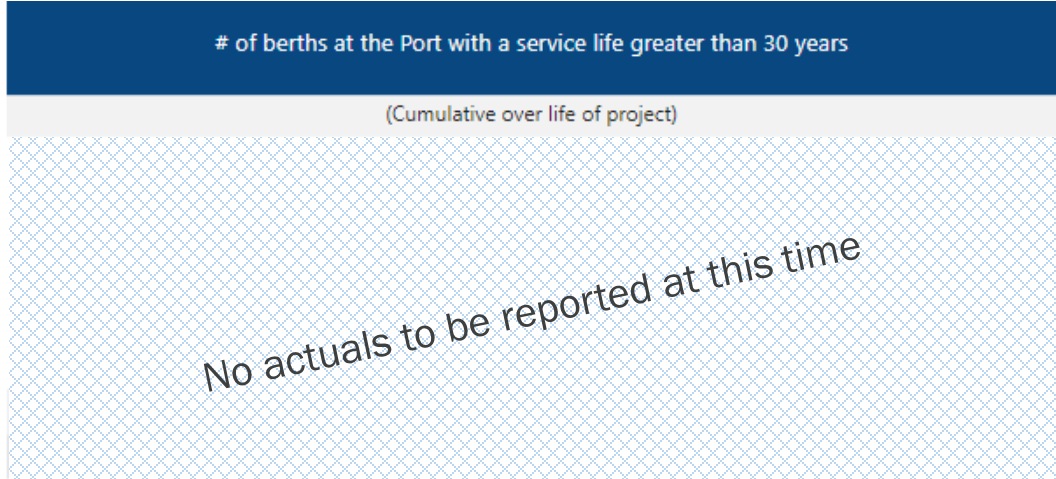 # of berths at the Port with a service life greater than 30 years
(Cumulative over life of project)
No actuals to be reported at this time